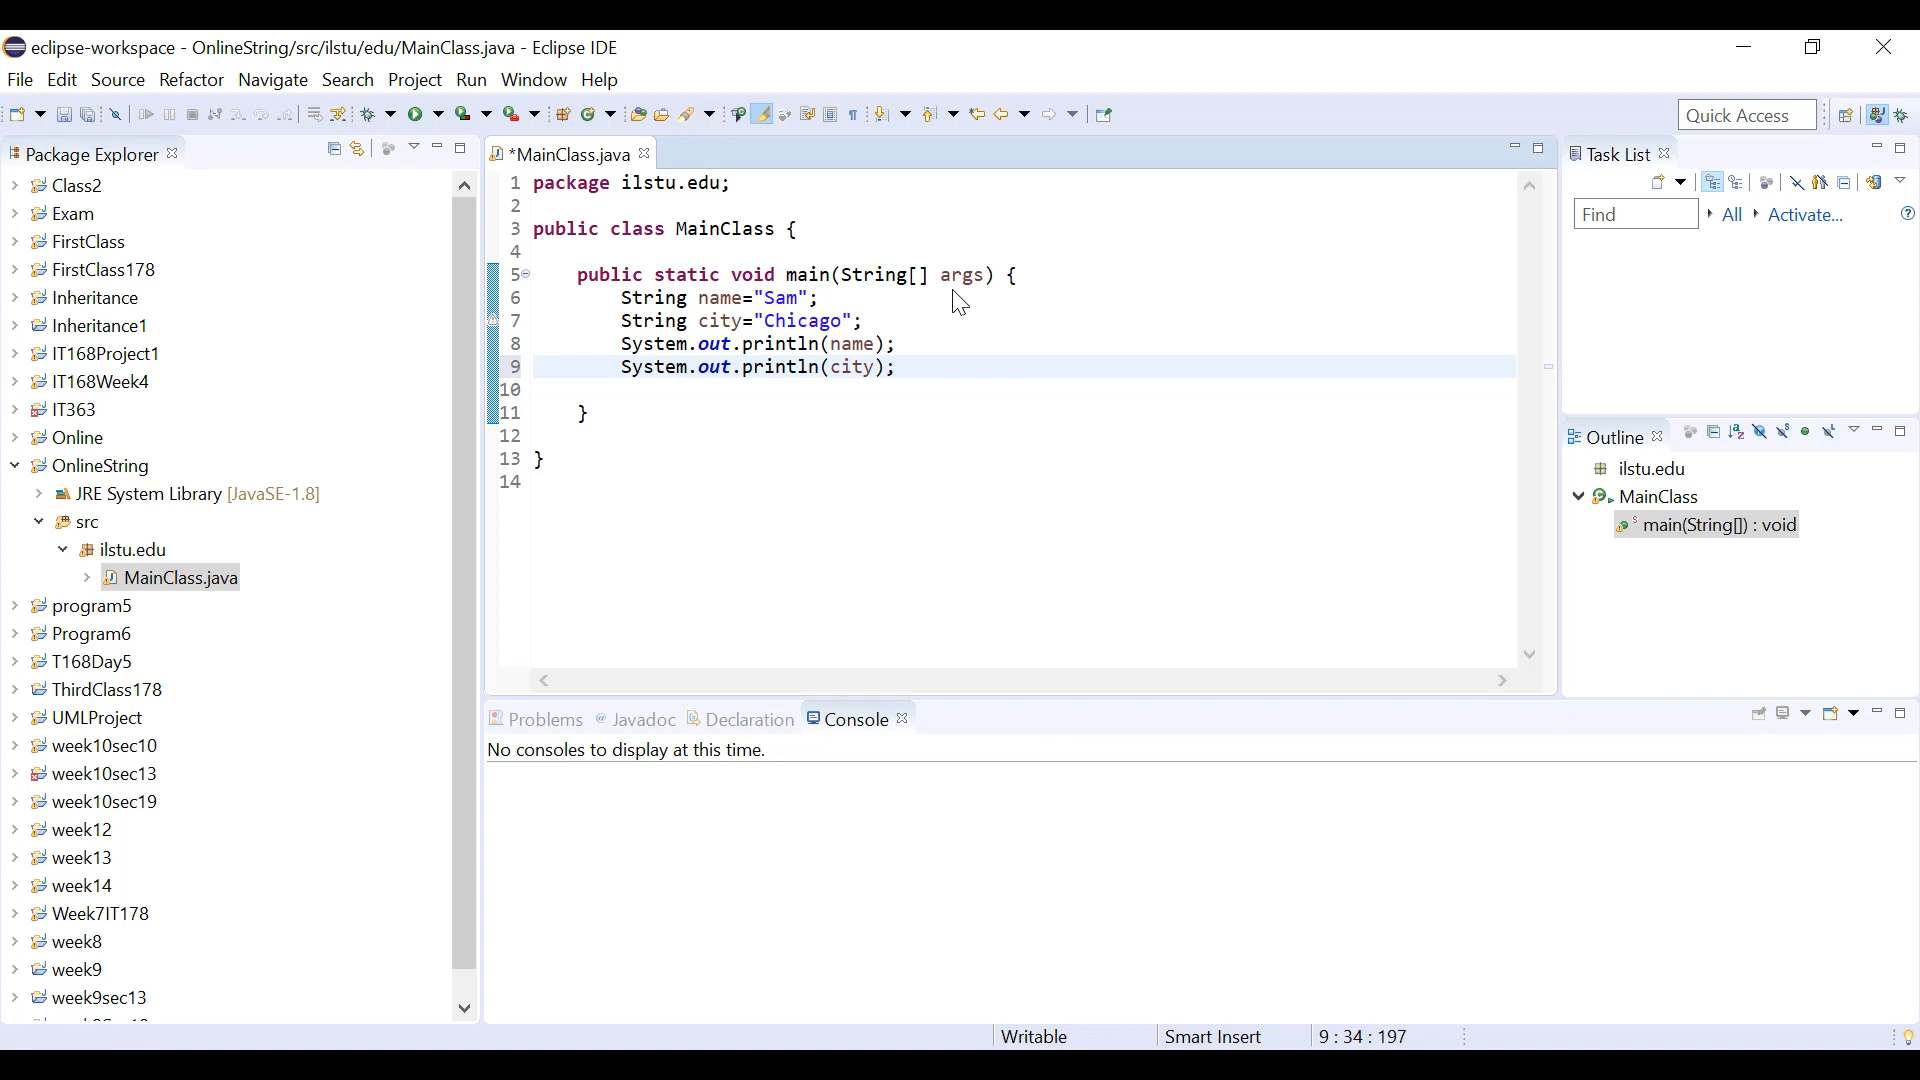 eclipse-workspace - OnlineString/src/ilstu/edu/MainClass.java - Eclipse IDE
File Edit Source Refactor Navigate Search Project Run Window Help
Quick Access
Package Explorer
Class2
Exam
FirstClass
FirstClass178
Inheritance
Inheritance1
IT168Project1
IT168Week4
IT363
Online
OnlineString
JRE System Library [JavaSE-1.8]
src
ilstu.edu
MainClass.java
program5
Program6
T168Day5
ThirdClass178
UMLProject
week10sec10
week10sec13
week10sec19
week12
week13
week14
Week7IT178
week8
week9
week9sec13
*MainClass.java
1 package ilstu.edu;
2
3 public class MainClass {
4
5 public static void main(String[] args) {
6 String name="Sam";
7 String city="Chicago";
8 System.out.println(name);
9 System.out.println(city);
10
11 }
12
13 }
14
Task List
Find All Activate...
Outline
ilstu.edu
MainClass
main(String[]) : void
Problems Javadoc Declaration Console
No consoles to display at this time.
Writable Smart Insert 9 : 34 : 197